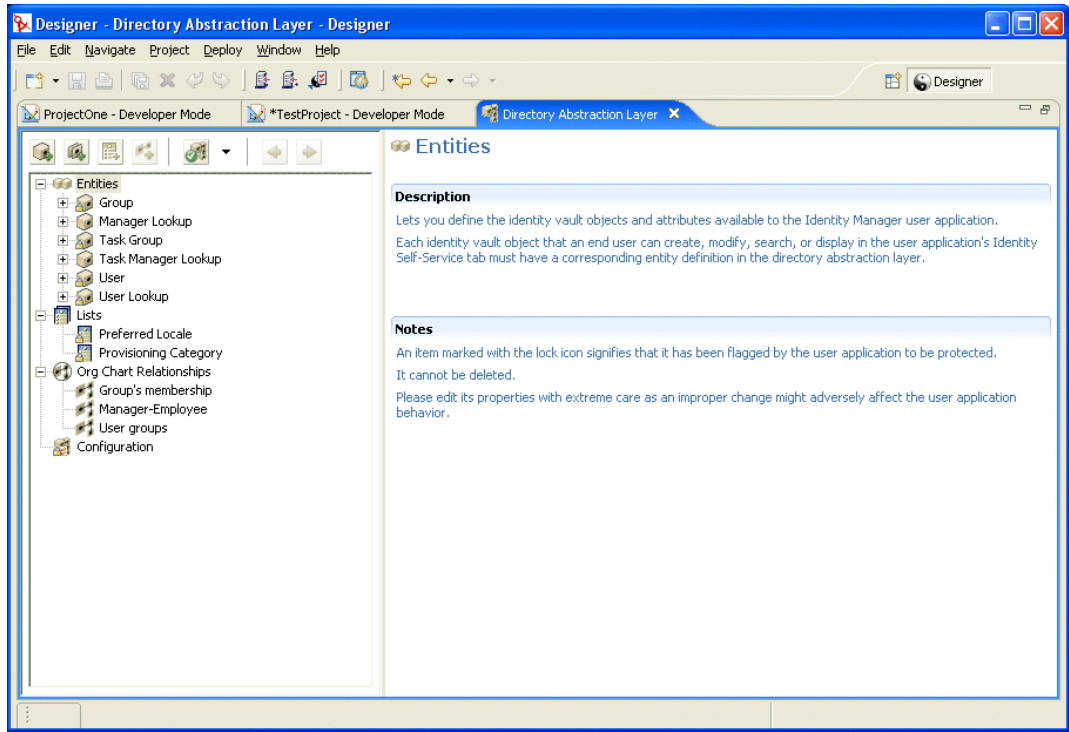 Designer - Directory Abstraction Layer - Designer
File Edit Navigate Project Deploy Window Help
Designer
ProjectOne - Developer Mode
*TestProject - Developer Mode
Directory Abstraction Layer
Entities
Group
Manager Lookup
Task Group
Task Manager Lookup
User
User Lookup
Lists
Preferred Locale
Provisioning Category
Org Chart Relationships
Group's membership
Manager-Employee
User groups
Configuration
Entities
Description
Lets you define the identity vault objects and attributes available to the Identity Manager user application.
Each identity vault object that an end user can create, modify, search, or display in the user application's Identity
Self-Service tab must have a corresponding entity definition in the directory abstraction layer.
Notes
An item marked with the lock icon signifies that it has been flagged by the user application to be protected.
It cannot be deleted.
Please edit its properties with extreme care as an improper change might adversely affect the user application
behavior.